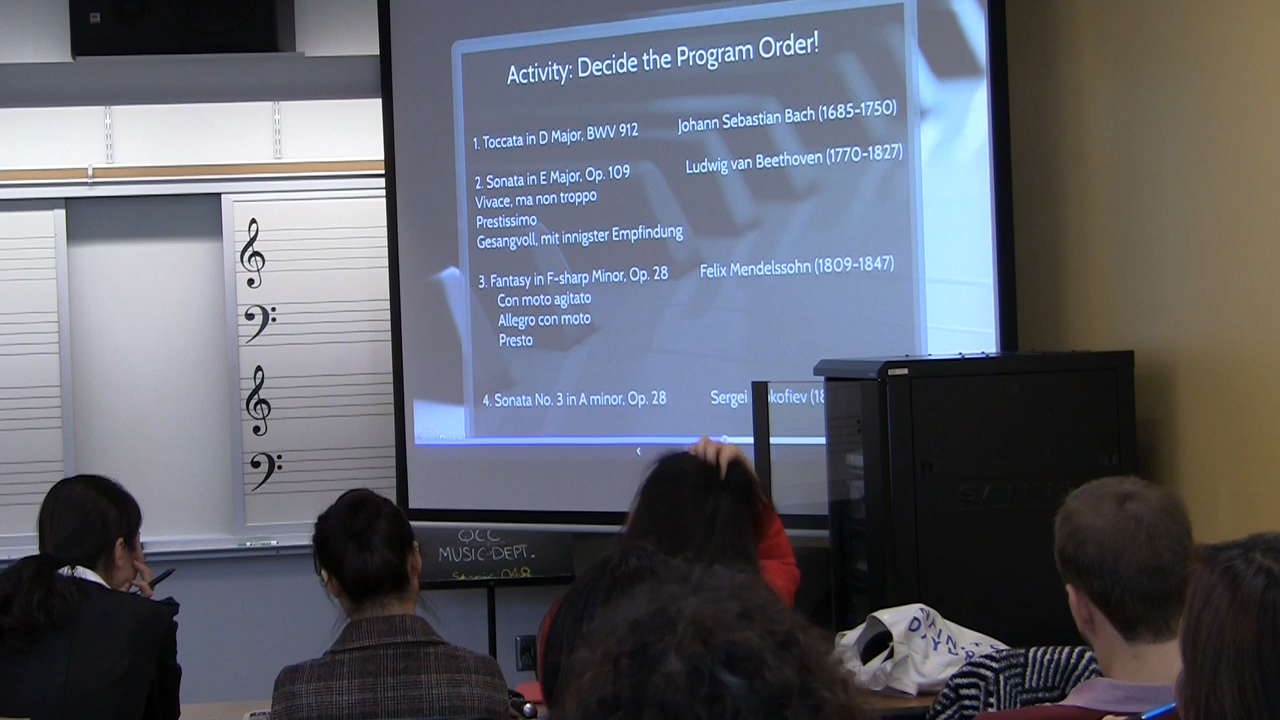 Activity: Decide the Program Order!
1. Toccata in D Major, BWV 912 Johann Sebastian Bach (1685-1750)
2. Sonata in E Major, Op. 109 Ludwig van Beethoven (1770-1827)
Vivace, ma non troppo
Prestissimo
Gesangvoll, mit innigster Empfindung
3. Fantasy in F-sharp Minor, Op. 28 Felix Mendelssohn (1809-1847)
Con moto agitato
Allegro con moto
Presto
4. Sonata No. 3 in A minor, Op. 28 Sergei
QCC
MUSIC DEPT.